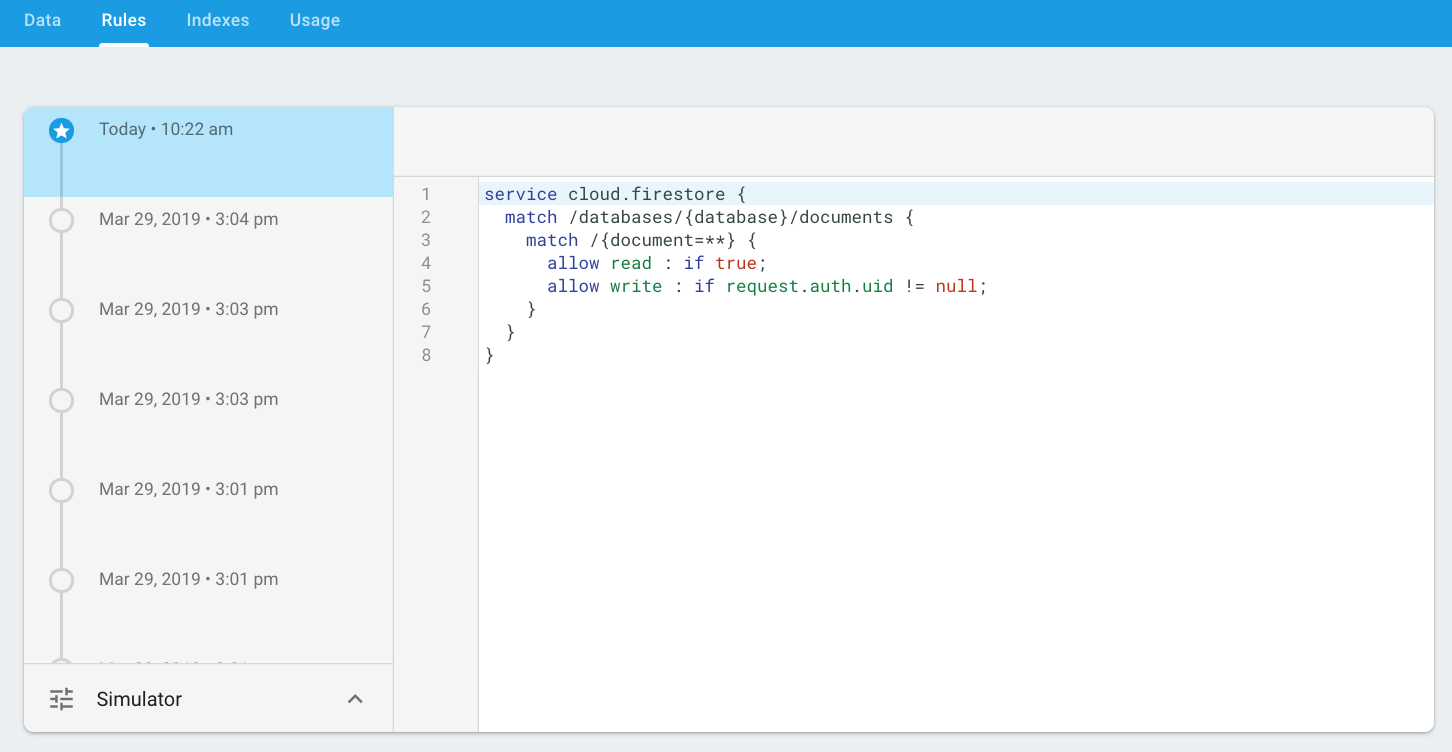 Data Rules Indexes Usage
Today • 10:22 am
Mar 29, 2019 • 3:04 pm
Mar 29, 2019 • 3:03 pm
Mar 29, 2019 • 3:03 pm
Mar 29, 2019 • 3:01 pm
Mar 29, 2019 • 3:01 pm
Simulator
1 service cloud.firestore {
2   match /databases/{database}/documents {
3     match /{document=**} {
4       allow read : if true;
5       allow write : if request.auth.uid != null;
6     }
7   }
8 }